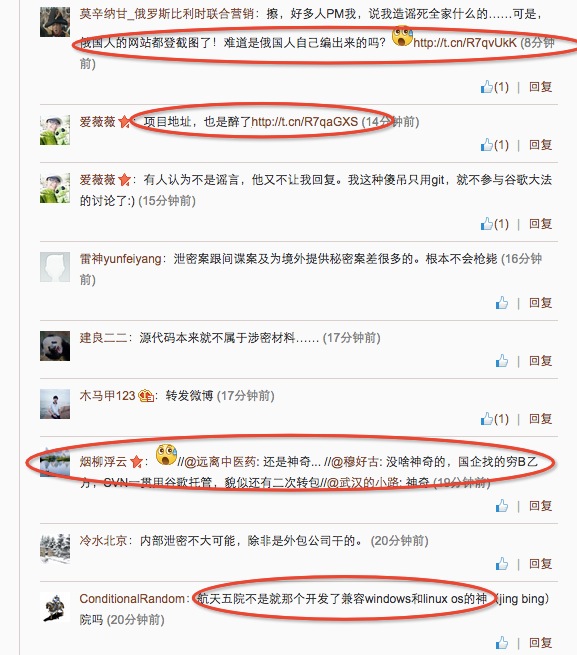 莫辛纳甘_俄罗斯比利时联合营销：擦，好多人PM我，说我造谣死全家什么的……可是，
俄国人的网站都登截图了！难道是俄国人自己编出来的吗？http://t.cn/R7qvUkK (8分钟
前)
(1) | 回复
爱薇薇：项目地址，也是醉了http://t.cn/R7qaGXS (14分钟前)
(1) | 回复
爱薇薇：有人认为不是谣言，他又不让我回复。我这种傻吊只用git，就不参与谷歌大法
的讨论了:) (15分钟前)
(1) | 回复
雷神yunfeiyang：泄密案跟间谍案及为境外提供秘密案差很多的。根本不会枪毙 (16分钟
前)
| 回复
建良二二：源代码本来就不属于涉密材料…… (17分钟前)
| 回复
木马甲123：转发微博 (17分钟前)
(1) | 回复
烟柳浮云：//@远离中医药: 还是神奇... //@穆好古: 没啥神奇的，国企找的穷B乙
方，SVN一贯用谷歌托管，貌似还有二次转包//@武汉的小路: 神奇 (19分钟前)
| 回复
冷水北京：内部泄密不大可能，除非是外包公司干的。 (20分钟前)
| 回复
ConditionalRandom：航天五院不是就那个开发了兼容windows和linux os的神（jing bing）
院吗 (20分钟前)
| 回复